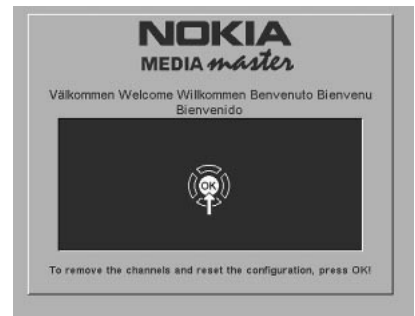 NOKIA
MEDIA master
Välkommen Welcome Willkommen Benvenuto Bienvenu
Bienvenido
OK
To remove the channels and reset the configuration, press OK!